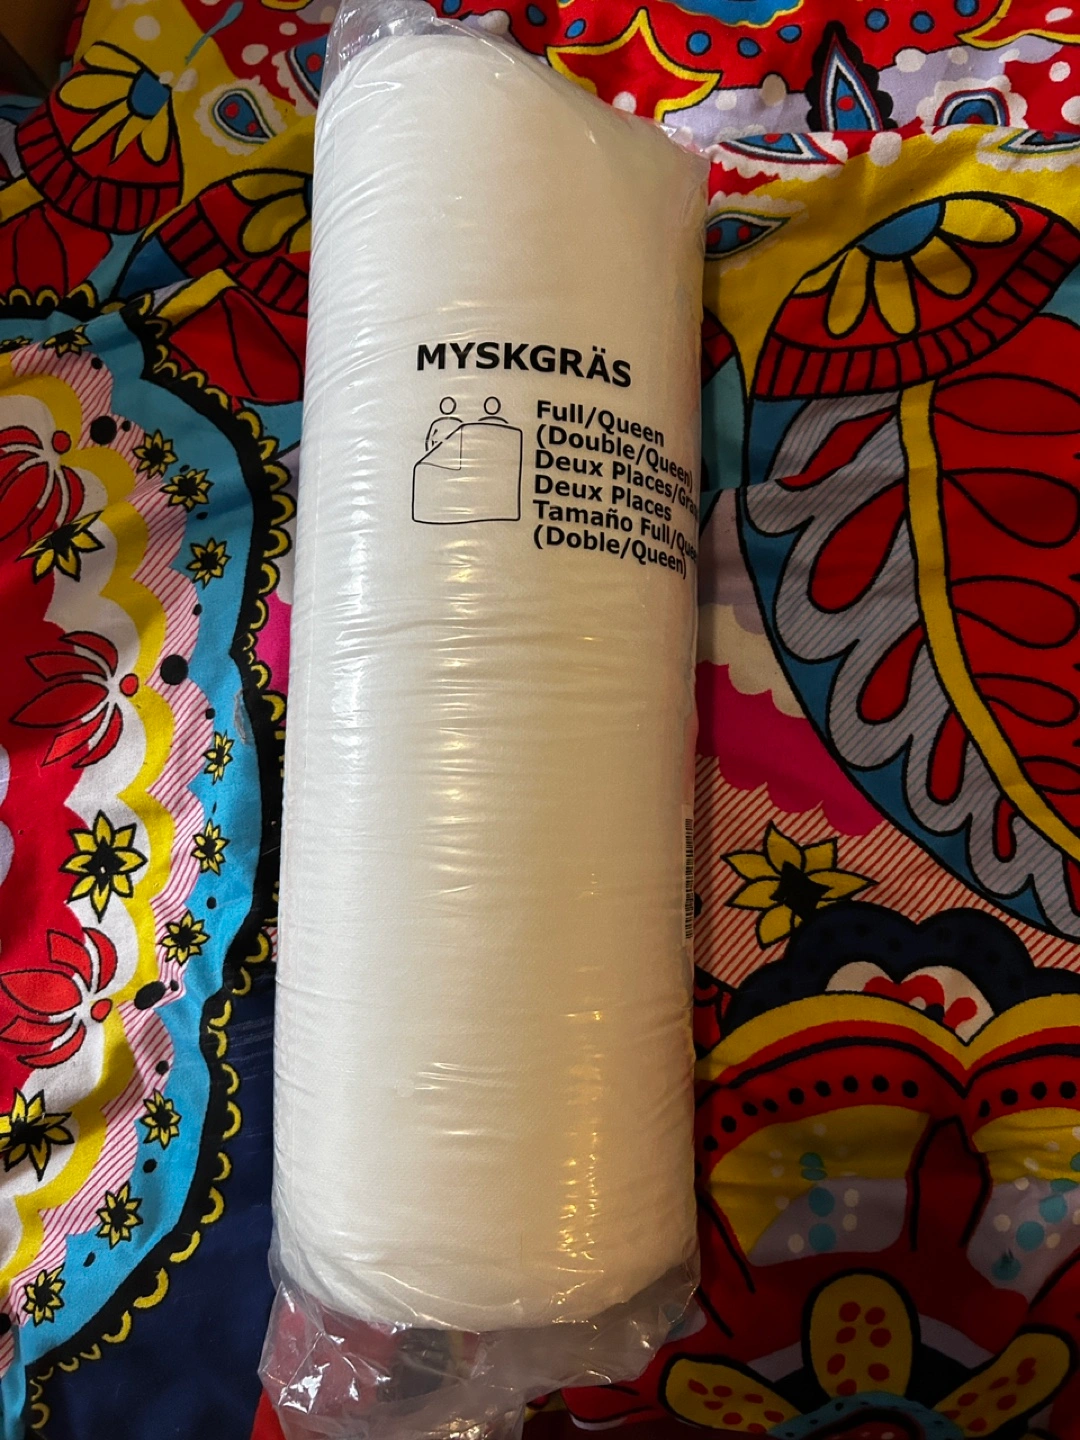 MYSKGRÄS
Full/Queen
(Double/Queen)
Deux Places/
Deux Places
Tamaño Full/
(Doble/Queen)